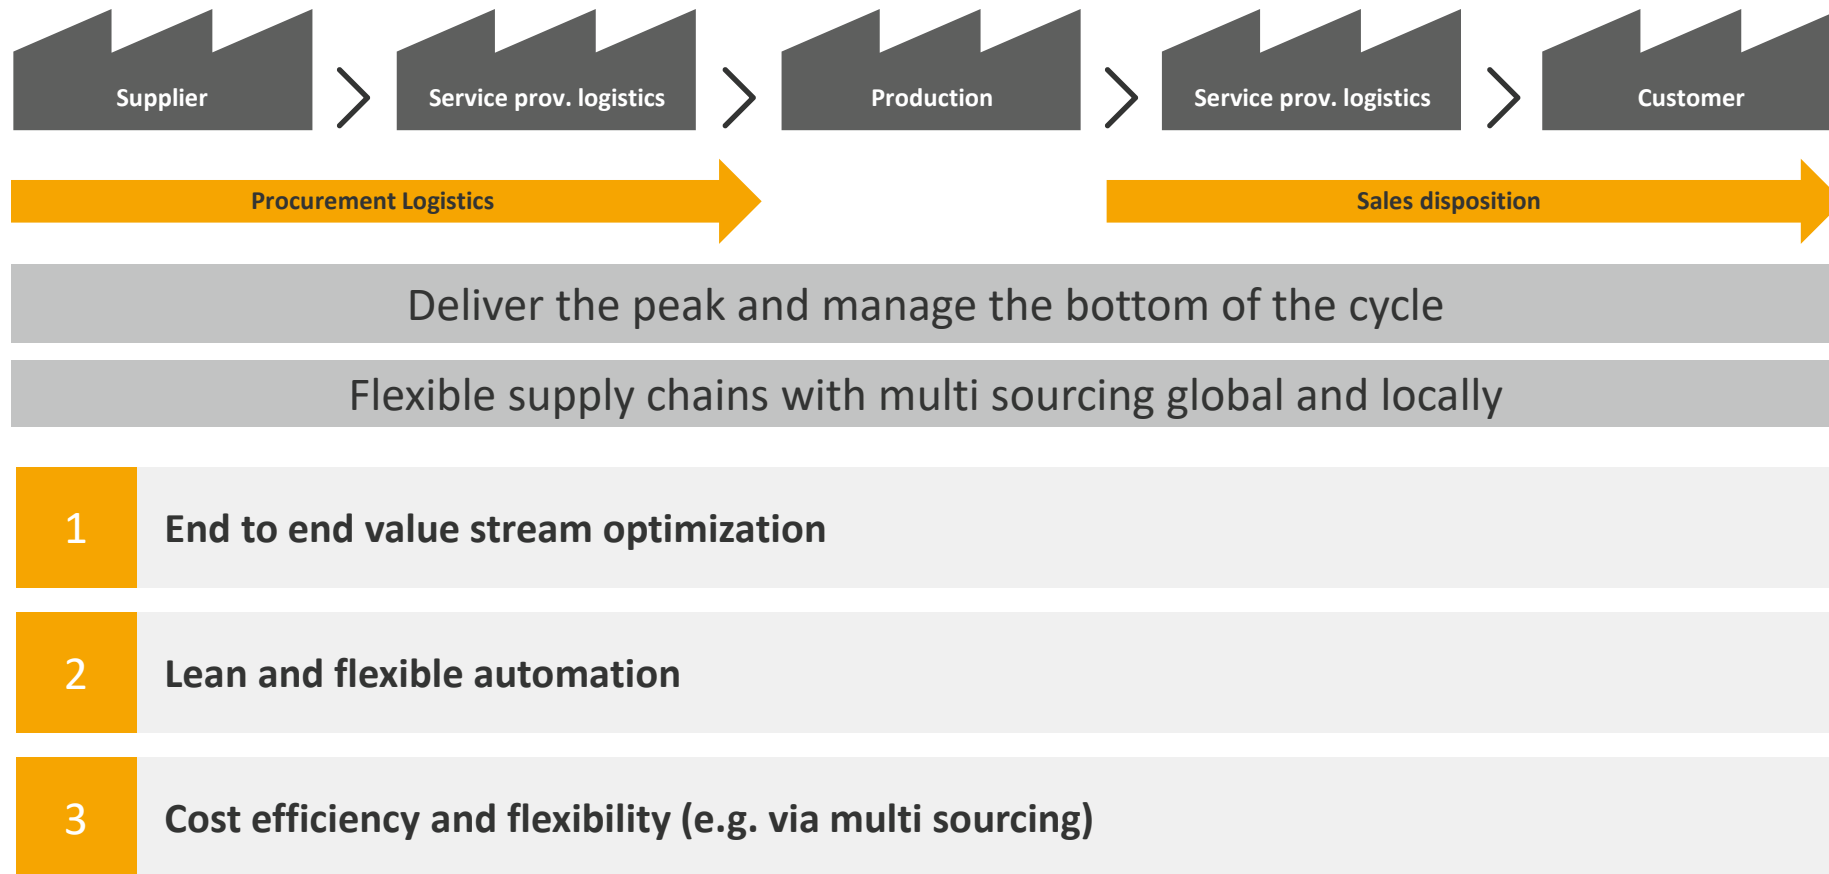 Supplier
Service prov. logistics
Production
Service prov. logistics
Customer
Procurement Logistics
Sales disposition
Deliver the peak and manage the bottom of the cycle
Flexible supply chains with multi sourcing global and locally
1
End to end value stream optimization
2
Lean and flexible automation
3
Cost efficiency and flexibility (e.g. via multi sourcing)